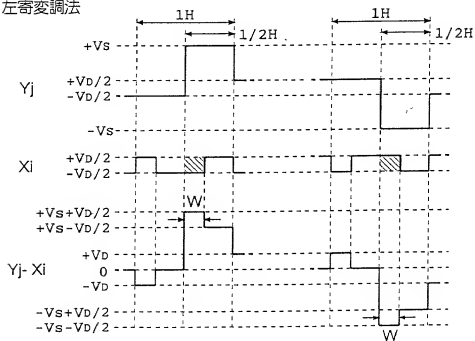 左寄変調法
1H
1/2H
1H
1/2H
Yj
+Vs
+VD/2
-VD/2
-Vs
Xi
+VD/2
-VD/2
W
Yj-Xi
+Vs+VD/2
+Vs-VD/2
+VD
0
-VD
-Vs+VD/2
-Vs-VD/2
W